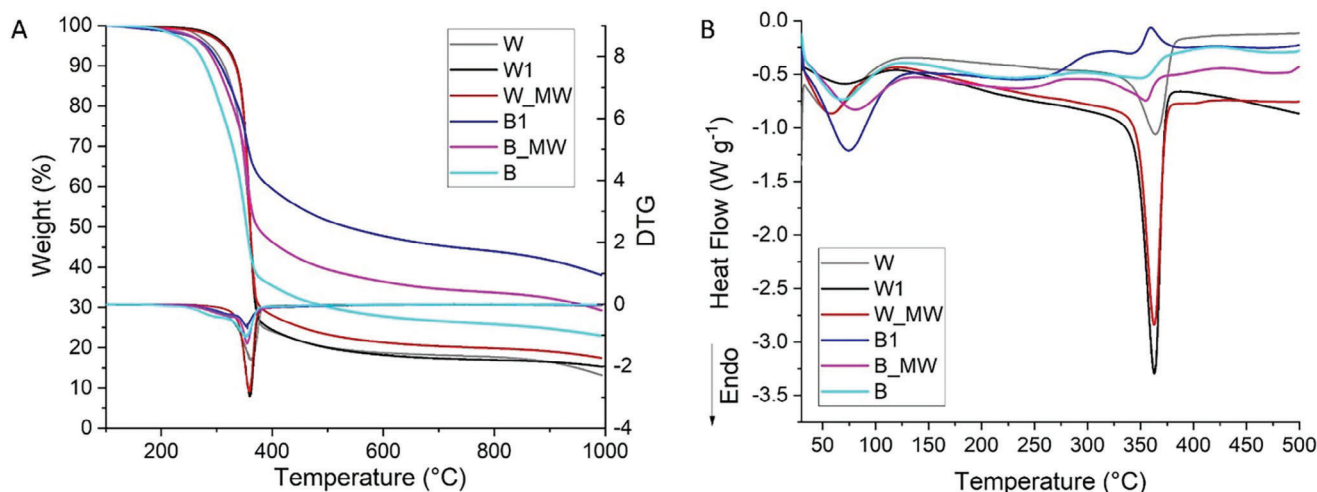 A
Weight (%)
100
90
80
70
60
50
40
30
20
10
0
W
W1
W_MW
B1
B_MW
B
8
6
4
2
0
-2
-4
DTG
200
400
600
800
1000
Temperature (°C)
B
Heat Flow (W g⁻¹)
Endo
0.0
-0.5
-1.0
-1.5
-2.0
-2.5
-3.0
-3.5
W
W1
W_MW
B1
B_MW
B
50
100
150
200
250
300
350
400
450
500
Temperature (°C)